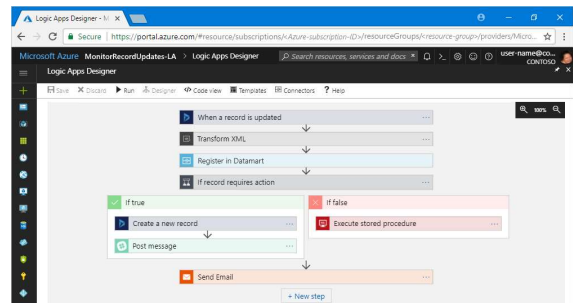 Logic Apps Designer - M
Secure | https://portal.azure.com/#resource/subscriptions/<Azure-subscription-ID>/resourceGroups/<resource-group>/providers/Micro...
Microsoft Azure MonitorRecordUpdates-LA > Logic Apps Designer Search resources, services and docs user-name@co...
CONTOSO
Logic Apps Designer
Save Discard Run Designer Code view Templates Connectors ? Help
When a record is updated
100%
Transform XML
Register in Datamart
If record requires action
If true If false
Create a new record Execute stored procedure
Post message
Send Email
+ New step